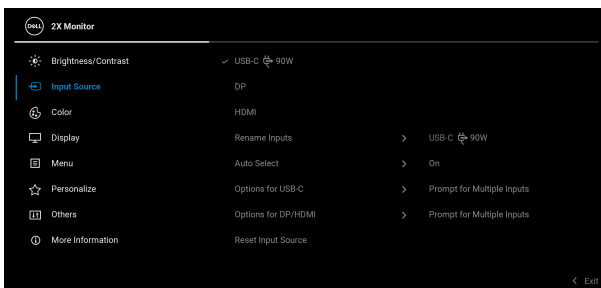 DELL 2X Monitor
Brightness/Contrast USB-C 90W
Input Source DP
Color HDMI
Display Rename Inputs USB-C 90W
Menu Auto Select On
Personalize Options for USB-C Prompt for Multiple Inputs
Others Options for DP/HDMI Prompt for Multiple Inputs
More Information Reset Input Source
Exit